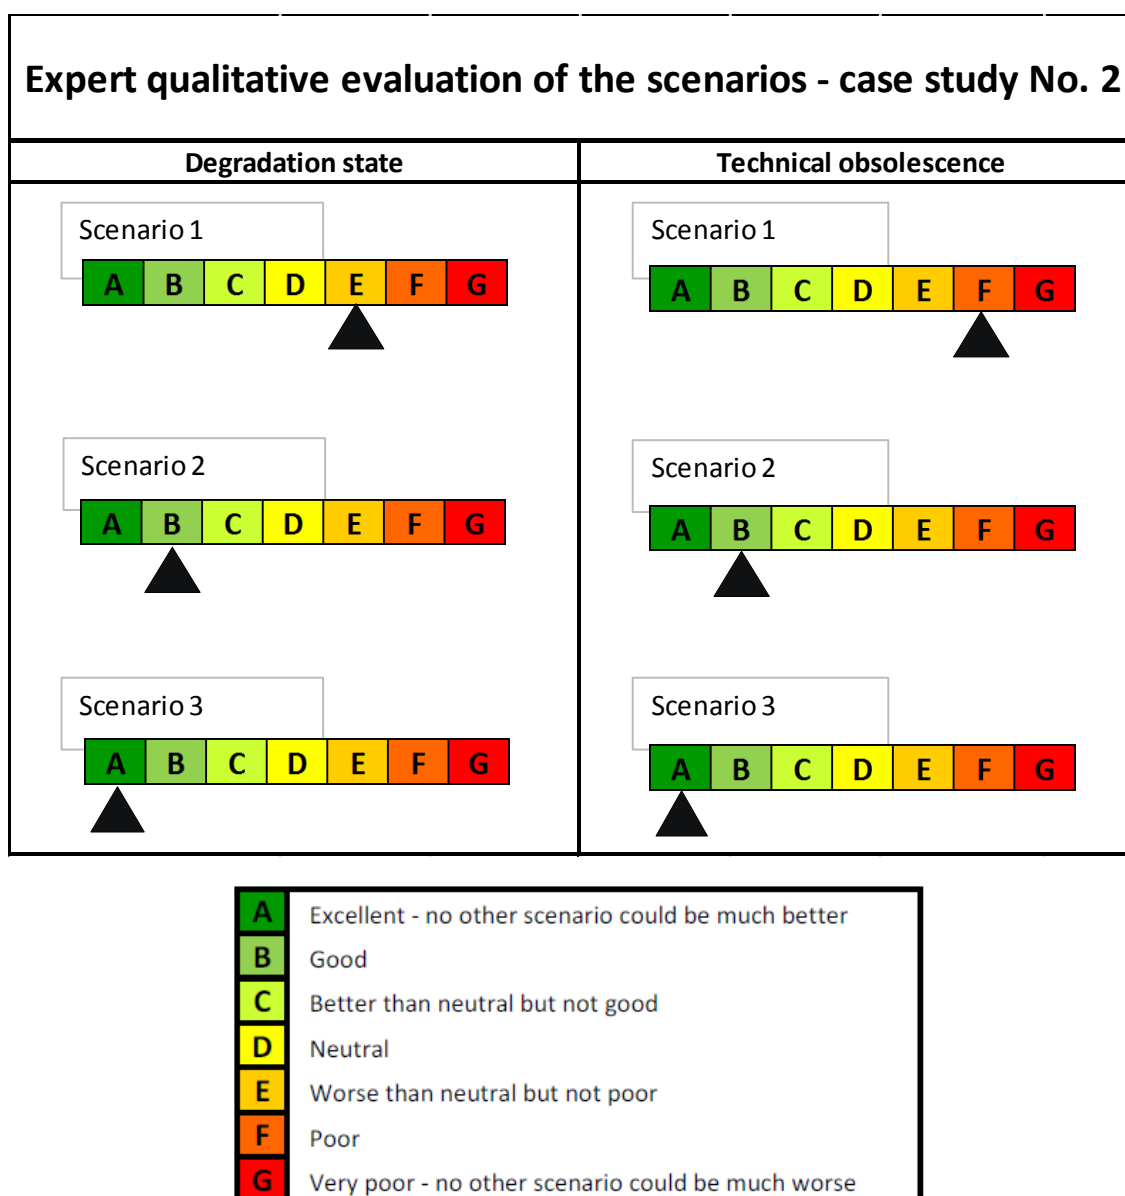 Expert qualitative evaluation of the scenarios - case study No. 2
Degradation state
Technical obsolescence
Scenario 1
A B C D E F G
Scenario 1
A B C D E F G
Scenario 2
A B C D E F G
Scenario 2
A B C D E F G
Scenario 3
A B C D E F G
Scenario 3
A B C D E F G
A Excellent - no other scenario could be much better
B Good
C Better than neutral but not good
D Neutral
E Worse than neutral but not poor
F Poor
G Very poor - no other scenario could be much worse